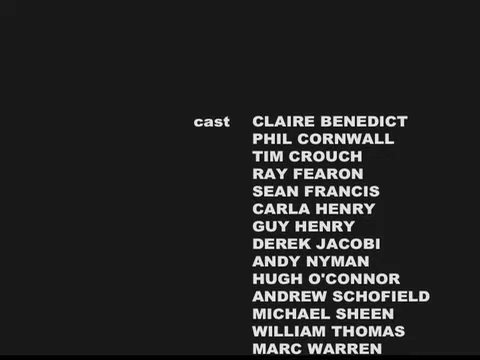 cast CLAIRE BENEDICT
PHIL CORNWALL
TIM CROUCH
RAY FEARON
SEAN FRANCIS
CARLA HENRY
GUY HENRY
DEREK JACOBI
ANDY NYMAN
HUGH O'CONNOR
ANDREW SCHOFIELD
MICHAEL SHEEN
WILLIAM THOMAS
MARC WARREN